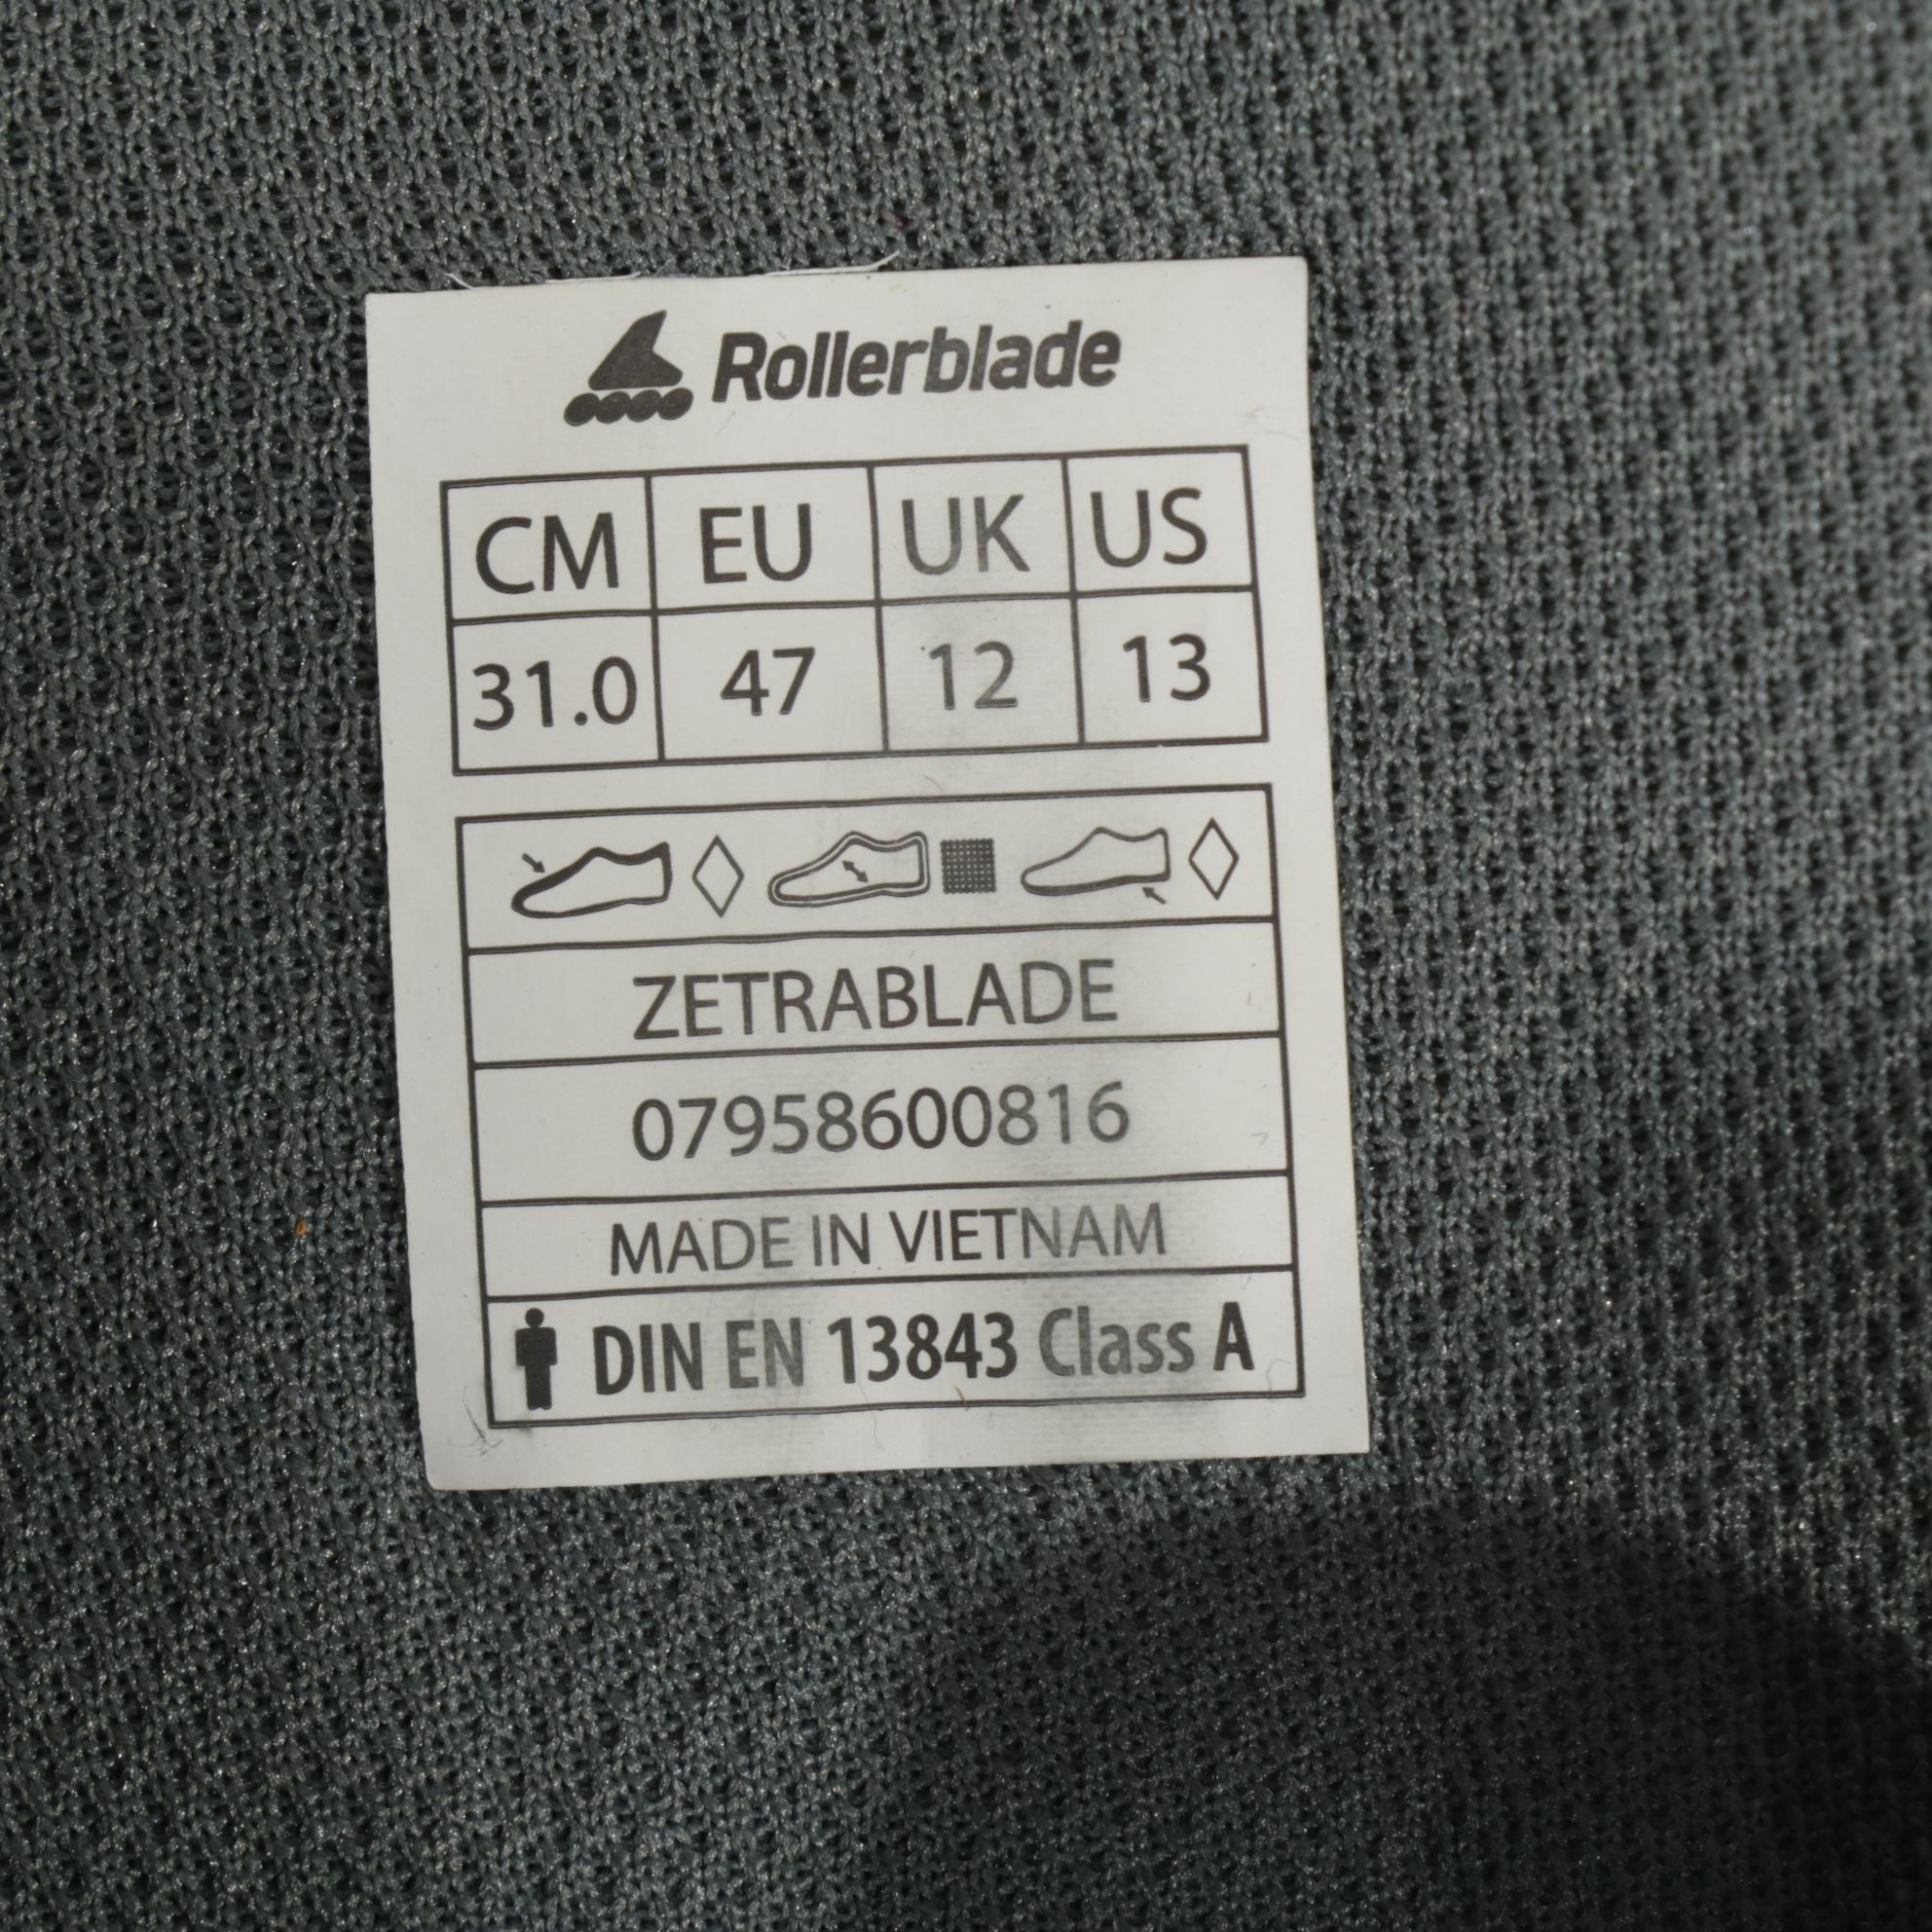 Rollerblade
CM EU UK US
31.0 47 12 13
ZETRABLADE
07958600816
MADE IN VIETNAM
DIN EN 13843 Class A